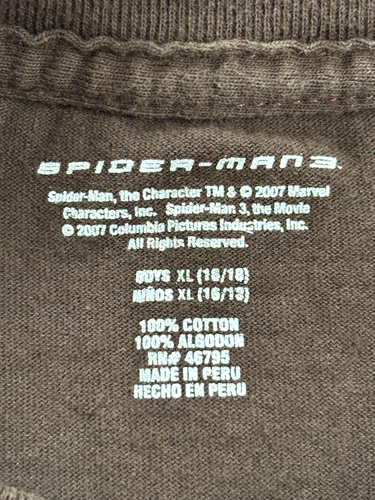 SPIDER-MAN 3™
Spider-Man, the Character TM & © 2007 Marvel
Characters, Inc. Spider-Man 3, the Movie
© 2007 Columbia Pictures Industries, Inc.
All Rights Reserved.
BOYS XL (16/18)
NIÑOS XL (16/18)
100% COTTON
100% ALGODON
RN# 46795
MADE IN PERU
HECHO EN PERU